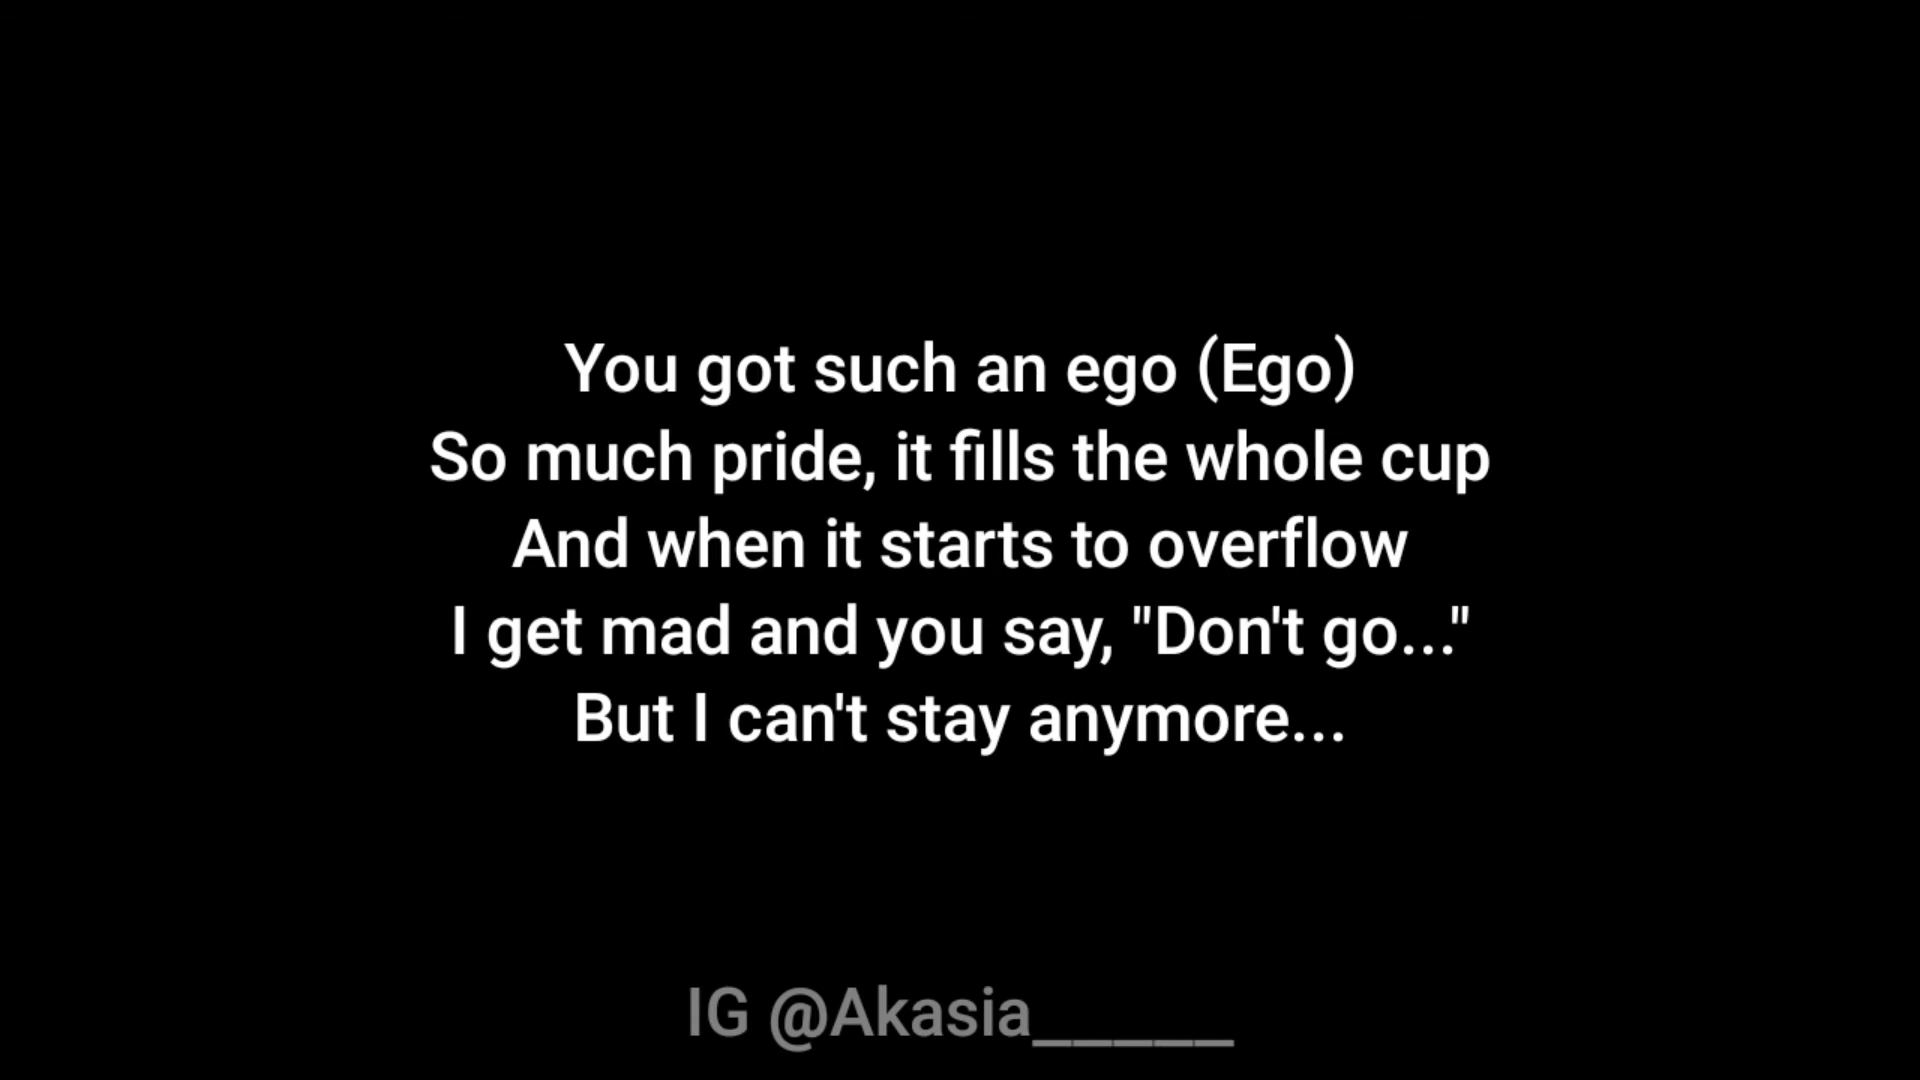 You got such an ego (Ego)
So much pride, it fills the whole cup
And when it starts to overflow
I get mad and you say, "Don't go..."
But I can't stay anymore...
IG @Akasia_____